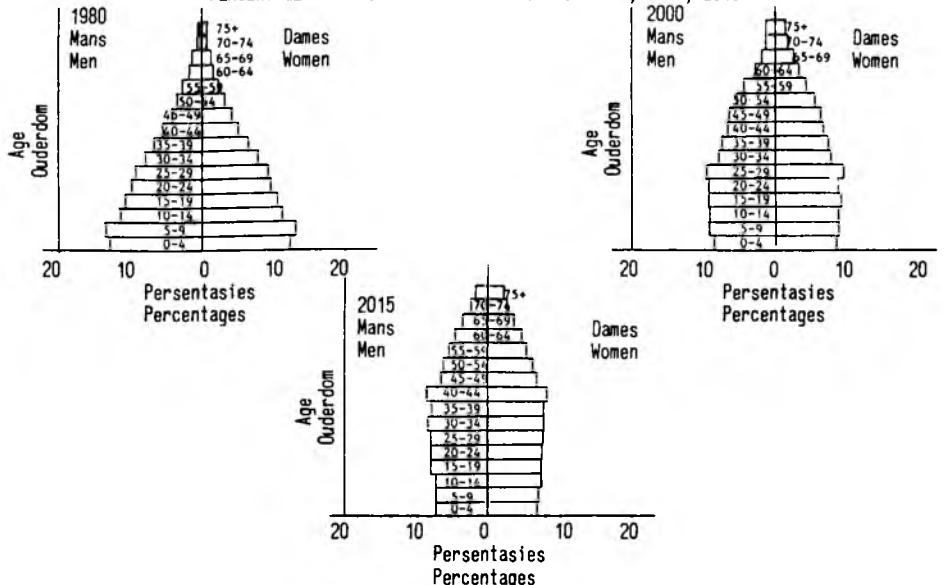 1980
Mans
Men
Dames
Women
75+
70-74
65-69
60-64
55-59
50-54
45-49
40-44
35-39
30-34
25-29
20-24
15-19
10-14
5-9
0-4
Age
Ouderdom
20 10 0 10 20
Persentasies
Percentages
2000
Mans
Men
Dames
Women
75+
70-74
65-69
60-64
55-59
50-54
45-49
40-44
35-39
30-34
25-29
20-24
15-19
10-14
5-9
0-4
Age
Ouderdom
20 10 0 10 20
Persentasies
Percentages
2015
Mans
Men
Dames
Women
75+
70-74
65-69
60-64
55-59
50-54
45-49
40-44
35-39
30-34
25-29
20-24
15-19
10-14
5-9
0-4
Age
Ouderdom
20 10 0 10 20
Persentasies
Percentages